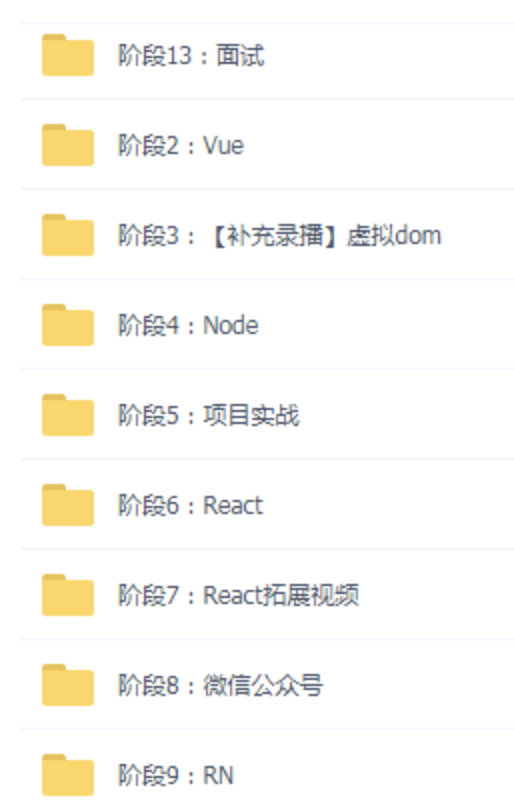 阶段13：面试
阶段2：Vue
阶段3：【补充录播】虚拟dom
阶段4：Node
阶段5：项目实战
阶段6：React
阶段7：React拓展视频
阶段8：微信公众号
阶段9：RN